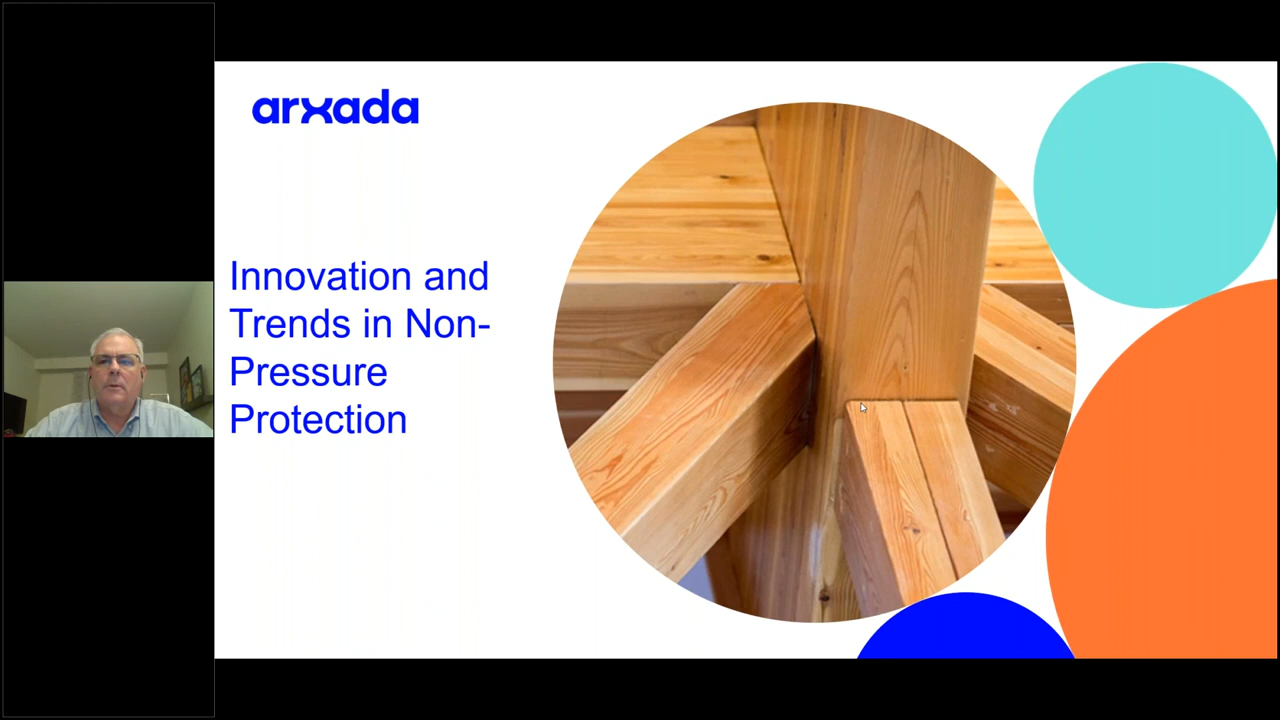 arxada
Innovation and
Trends in Non-
Pressure
Protection